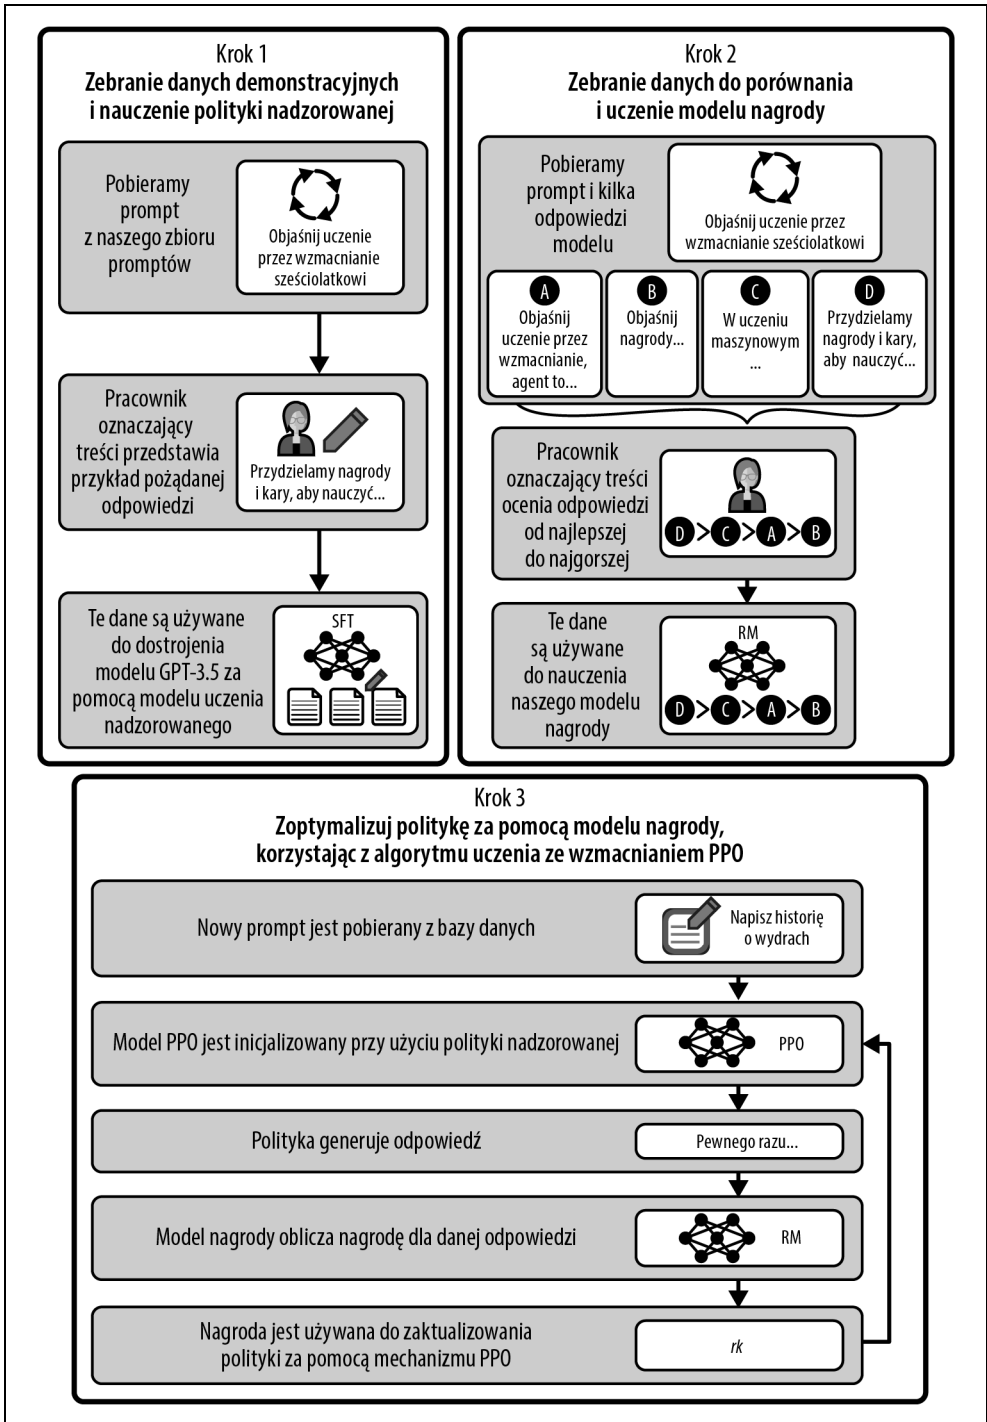 Krok 1
Zebranie danych demonstracyjnych
i nauczenie polityki nadzorowanej
Pobieramy
prompt
z naszego zbioru
promptów
Objaśnij uczenie
przez wzmacnianie
sześciolatkowi
Pracownik
oznaczający
treści przedstawia
przykład pożądanej
odpowiedzi
Przydzielamy nagrody
i kary, aby nauczyć...
Te dane są używane
do dostrojenia
modelu GPT-3.5 za
pomocą modelu uczenia
nadzorowanego
SFT
Krok 2
Zebranie danych do porównania
i uczenie modelu nagrody
Pobieramy
prompt i kilka
odpowiedzi
modelu
Objaśnij uczenie przez
wzmacnianie sześciolatkowi
A
Objaśnij
uczenie przez
wzmacnianie,
agent to...
B
Objaśnij
nagrody...
C
W uczeniu
maszynowym
...
D
Przydzielamy
nagrody i kary,
aby nauczyć...
Pracownik
oznaczający treści
ocenia odpowiedzi
od najlepszej
do najgorszej
D > C > A > B
Te dane
są używane
do nauczenia
naszego modelu
nagrody
RM
D > C > A > B
Krok 3
Zoptymalizuj politykę za pomocą modelu nagrody,
korzystając z algorytmu uczenia ze wzmacnianiem PPO
Nowy prompt jest pobierany z bazy danych
Napisz historię
o wydrach
Model PPO jest inicjalizowany przy użyciu polityki nadzorowanej
PPO
Polityka generuje odpowiedź
Pewnego razu...
Model nagrody oblicza nagrodę dla danej odpowiedzi
RM
Nagroda jest używana do zaktualizowania
polityki za pomocą mechanizmu PPO
rk